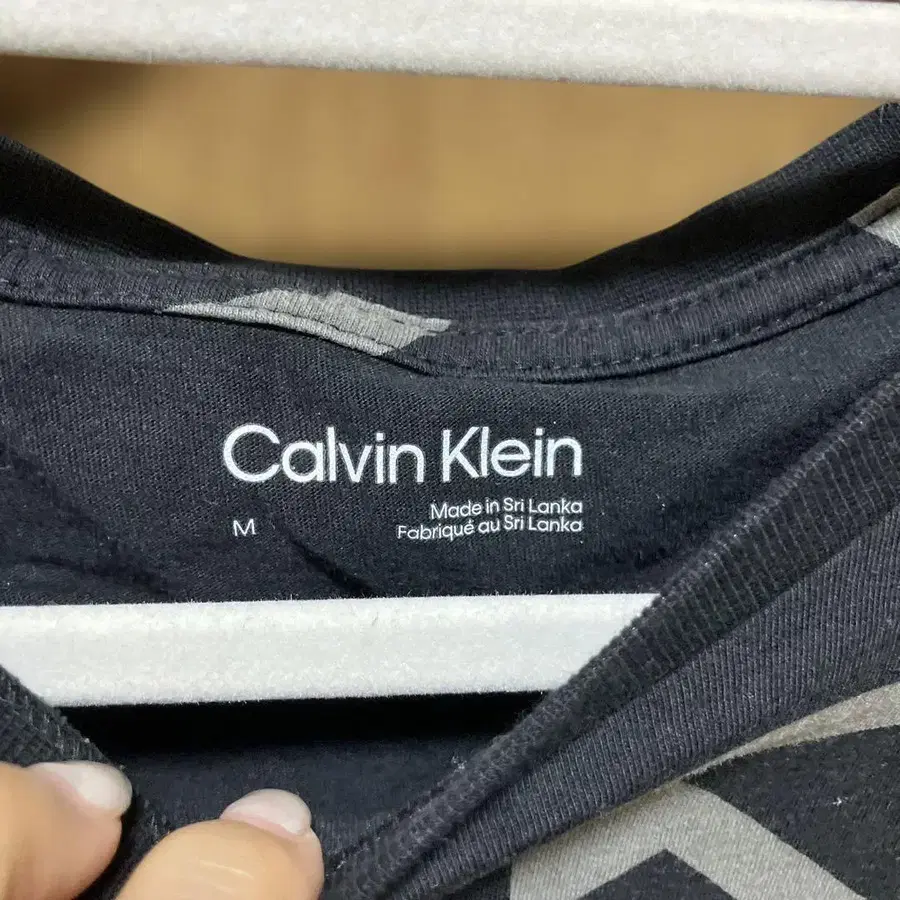 Calvin Klein
M
Made in Sri Lanka
Fabriqué au Sri Lanka